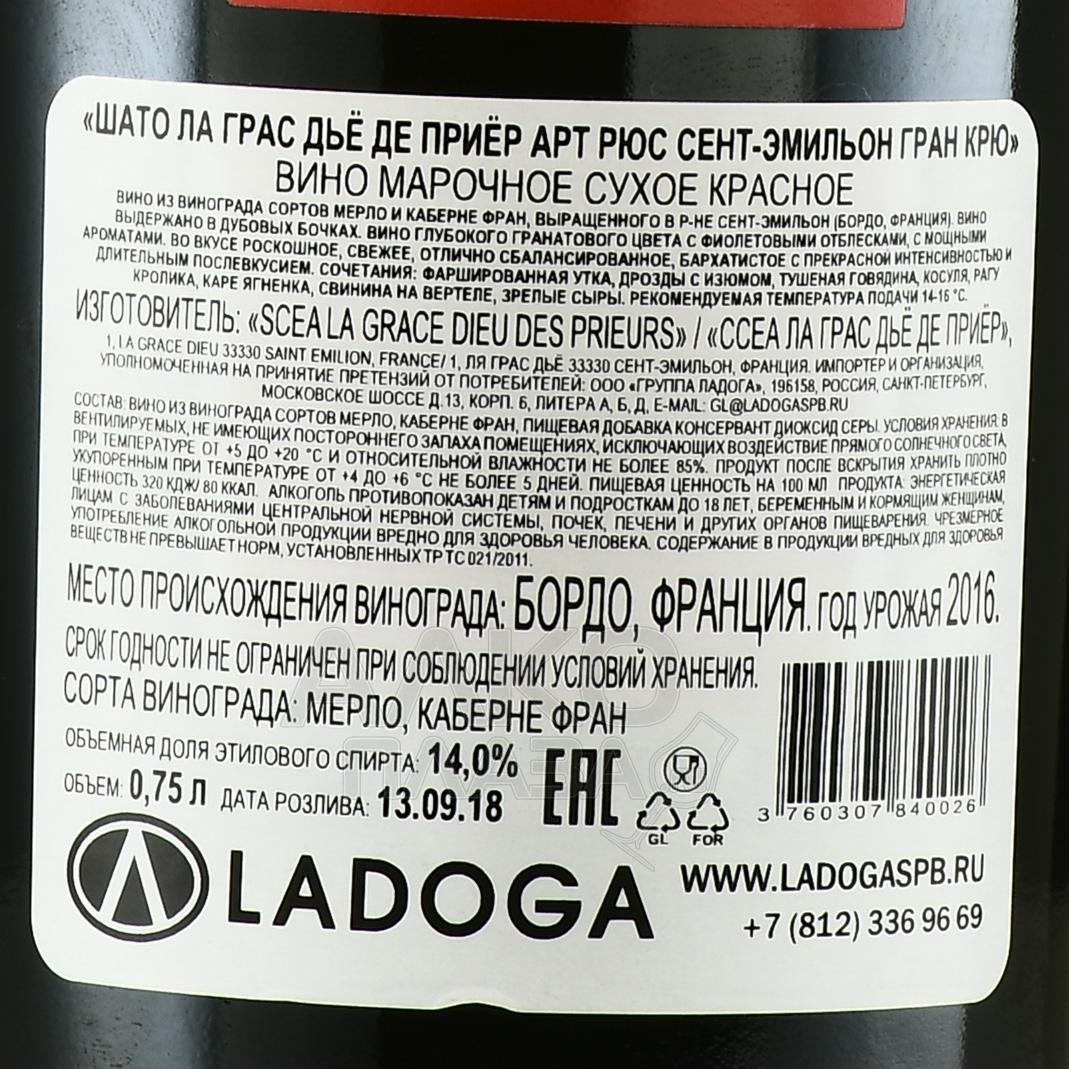 «ШАТО ЛА ГРАС ДЬЁ ДЕ ПРИЁР АРТ РЮС СЕНТ-ЭМИЛЬОН ГРАН КРЮ»
ВИНО МАРОЧНОЕ СУХОЕ КРАСНОЕ
ВИНО ИЗ ВИНОГРАДА СОРТОВ МЕРЛО И КАБЕРНЕ ФРАН, ВЫРАЩЕННОГО В Р-НЕ СЕНТ-ЭМИЛЬОН (БОРДО, ФРАНЦИЯ). ВИНО
ВЫДЕРЖАНО В ДУБОВЫХ БОЧКАХ. ВИНО ГЛУБОКОГО ГРАНАТОВОГО ЦВЕТА С ФИОЛЕТОВЫМИ ОТБЛЕСКАМИ, С МОЩНЫМИ
АРОМАТАМИ. ВО ВКУСЕ РОСКОШНОЕ, СВЕЖЕЕ, ОТЛИЧНО СБАЛАНСИРОВАННОЕ, БАРХАТИСТОЕ С ПРЕКРАСНОЙ ИНТЕНСИВНОСТЬЮ И
ДЛИТЕЛЬНЫМ ПОСЛЕВКУСИЕМ. СОЧЕТАНИЯ: ФАРШИРОВАННАЯ УТКА, ДРОЗДЫ С ИЗЮМОМ, ТУШЕНАЯ ГОВЯДИНА, КОСУЛЯ, РАГУ
КРОЛИКА, КАРЕ ЯГНЕНКА, СВИНИНА НА ВЕРТЕЛЕ, ЗРЕЛЫЕ СЫРЫ. РЕКОМЕНДУЕМАЯ ТЕМПЕРАТУРА ПОДАЧИ 14-16 °С.
ИЗГОТОВИТЕЛЬ: «SCEA LA GRACE DIEU DES PRIEURS» / «ССЕА ЛА ГРАС ДЬЁ ДЕ ПРИЁР»,
1, LA GRACE DIEU 33330 SAINT EMILION, FRANCE/ 1, ЛЯ ГРАС ДЬЁ 33330 СЕНТ-ЭМИЛЬОН, ФРАНЦИЯ. ИМПОРТЕР И ОРГАНИЗАЦИЯ,
УПОЛНОМОЧЕННАЯ НА ПРИНЯТИЕ ПРЕТЕНЗИЙ ОТ ПОТРЕБИТЕЛЕЙ: ООО «ГРУППА ЛАДОГА», 196158, РОССИЯ, САНКТ-ПЕТЕРБУРГ,
МОСКОВСКОЕ ШОССЕ Д.13, КОРП. 6, ЛИТЕРА А, Б, Д, E-MAIL: GL@LADOGASPB.RU
СОСТАВ: ВИНО ИЗ ВИНОГРАДА СОРТОВ МЕРЛО, КАБЕРНЕ ФРАН, ПИЩЕВАЯ ДОБАВКА КОНСЕРВАНТ ДИОКСИД СЕРЫ. УСЛОВИЯ ХРАНЕНИЯ: В
ВЕНТИЛИРУЕМЫХ, НЕ ИМЕЮЩИХ ПОСТОРОННЕГО ЗАПАХА ПОМЕЩЕНИЯХ, ИСКЛЮЧАЮЩИХ ВОЗДЕЙСТВИЕ ПРЯМОГО СОЛНЕЧНОГО СВЕТА,
ПРИ ТЕМПЕРАТУРЕ ОТ +5 ДО +20 °С И ОТНОСИТЕЛЬНОЙ ВЛАЖНОСТИ НЕ БОЛЕЕ 85%. ПРОДУКТ ПОСЛЕ ВСКРЫТИЯ ХРАНИТЬ ПЛОТНО
УКУПОРЕННЫМ ПРИ ТЕМПЕРАТУРЕ ОТ +4 ДО +6 °С НЕ БОЛЕЕ 5 ДНЕЙ. ПИЩЕВАЯ ЦЕННОСТЬ НА 100 МЛ ПРОДУКТА: ЭНЕРГЕТИЧЕСКАЯ
ЦЕННОСТЬ 320 КДЖ/ 80 ККАЛ. АЛКОГОЛЬ ПРОТИВОПОКАЗАН ДЕТЯМ И ПОДРОСТКАМ ДО 18 ЛЕТ, БЕРЕМЕННЫМ И КОРМЯЩИМ ЖЕНЩИНАМ,
ЛИЦАМ С ЗАБОЛЕВАНИЯМИ ЦЕНТРАЛЬНОЙ НЕРВНОЙ СИСТЕМЫ, ПОЧЕК, ПЕЧЕНИ И ДРУГИХ ОРГАНОВ ПИЩЕВАРЕНИЯ. ЧРЕЗМЕРНОЕ
УПОТРЕБЛЕНИЕ АЛКОГОЛЬНОЙ ПРОДУКЦИИ ВРЕДНО ДЛЯ ЗДОРОВЬЯ ЧЕЛОВЕКА. СОДЕРЖАНИЕ В ПРОДУКЦИИ ВРЕДНЫХ ДЛЯ ЗДОРОВЬЯ
ВЕЩЕСТВ НЕ ПРЕВЫШАЕТ НОРМ, УСТАНОВЛЕННЫХ ТР ТС 021/2011.
МЕСТО ПРОИСХОЖДЕНИЯ ВИНОГРАДА: БОРДО, ФРАНЦИЯ. ГОД УРОЖАЯ 2016.
СРОК ГОДНОСТИ НЕ ОГРАНИЧЕН ПРИ СОБЛЮДЕНИИ УСЛОВИЙ ХРАНЕНИЯ.
СОРТА ВИНОГРАДА: МЕРЛО, КАБЕРНЕ ФРАН
ОБЪЕМНАЯ ДОЛЯ ЭТИЛОВОГО СПИРТА: 14,0%
ОБЪЕМ: 0,75 Л ДАТА РОЗЛИВА: 13.09.18
EAC
GL FOR
3 760307 840026
LADOGA
WWW.LADOGASPB.RU
+7 (812) 336 96 69
АЛКО
ПЛАЗА